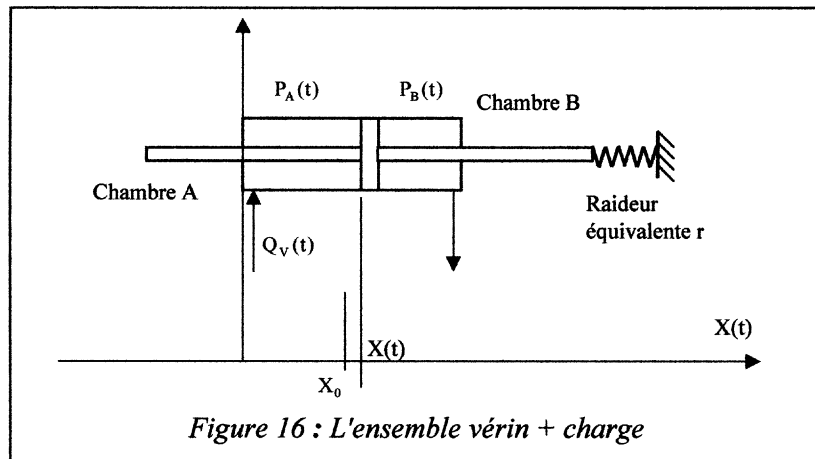 P_A(t)
P_B(t)
Chambre B
Chambre A
Q_V(t)
Raideur
équivalente r
X(t)
X(t)
X_0
Figure 16 : L'ensemble vérin + charge